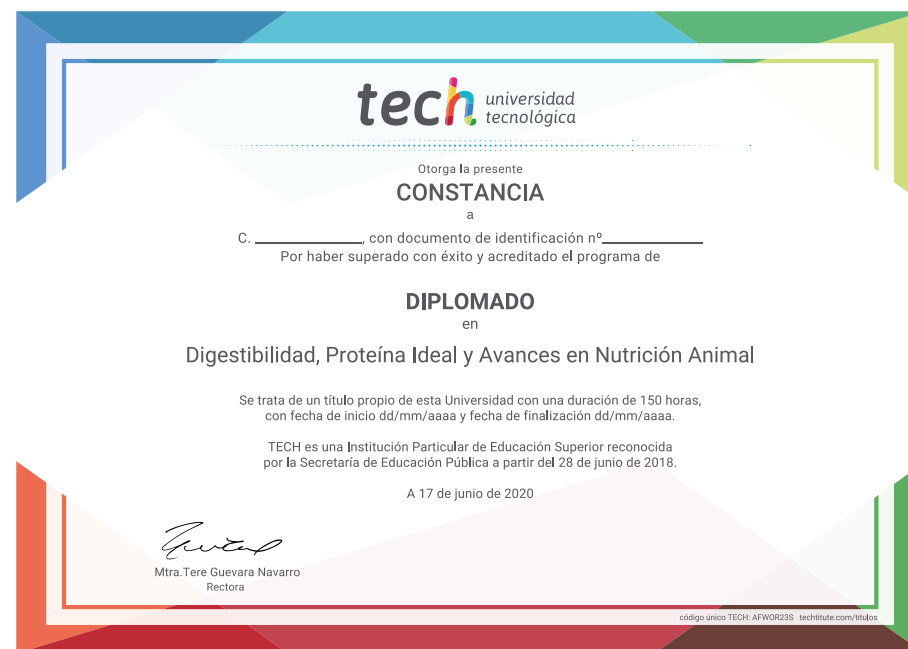 tech universidad
tecnológica
Otorga la presente
CONSTANCIA
a
C. ______________, con documento de identificación nº______________
Por haber superado con éxito y acreditado el programa de
DIPLOMADO
en
Digestibilidad, Proteína Ideal y Avances en Nutrición Animal
Se trata de un título propio de esta Universidad con una duración de 150 horas,
con fecha de inicio dd/mm/aaaa y fecha de finalización dd/mm/aaaa.
TECH es una Institución Particular de Educación Superior reconocida
por la Secretaría de Educación Pública a partir del 28 de junio de 2018.
A 17 de junio de 2020
Mtra.Tere Guevara Navarro
Rectora
código único TECH: AFWOR23S techtitute.com/titulos